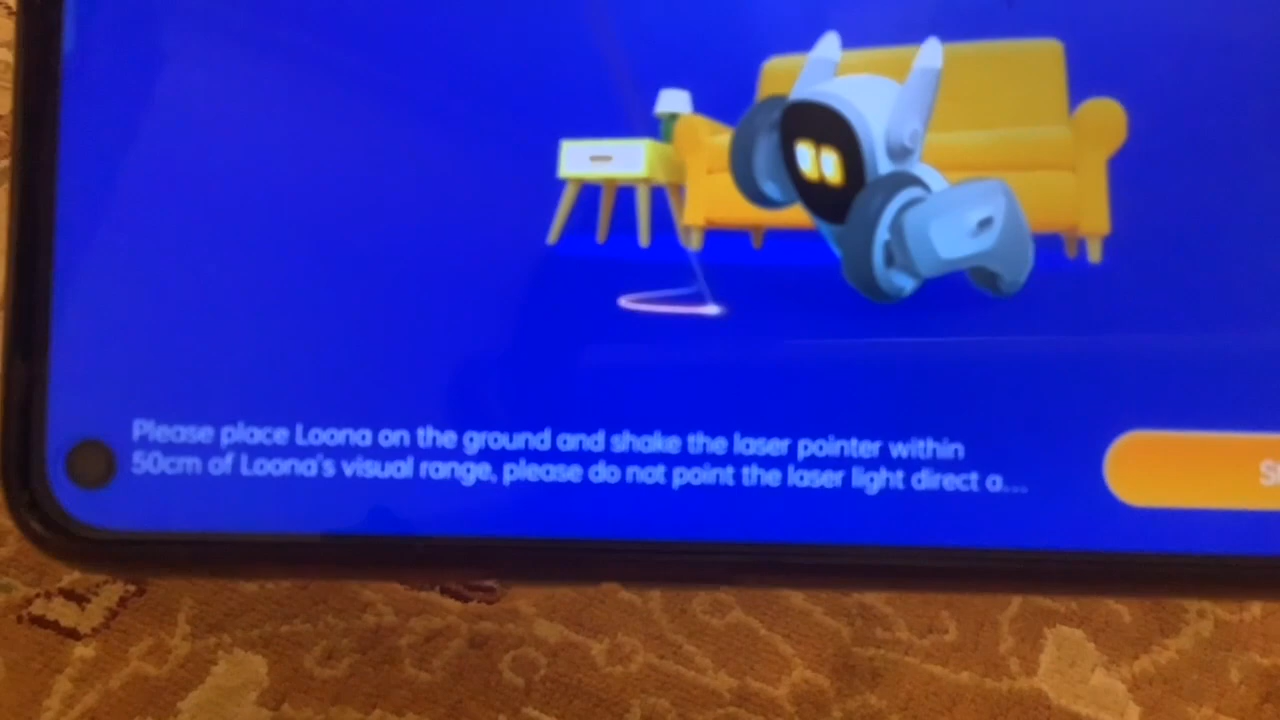 Please place Loona on the ground and shake the laser pointer within
50cm of Loona's visual range, please do not point the laser light direct a...